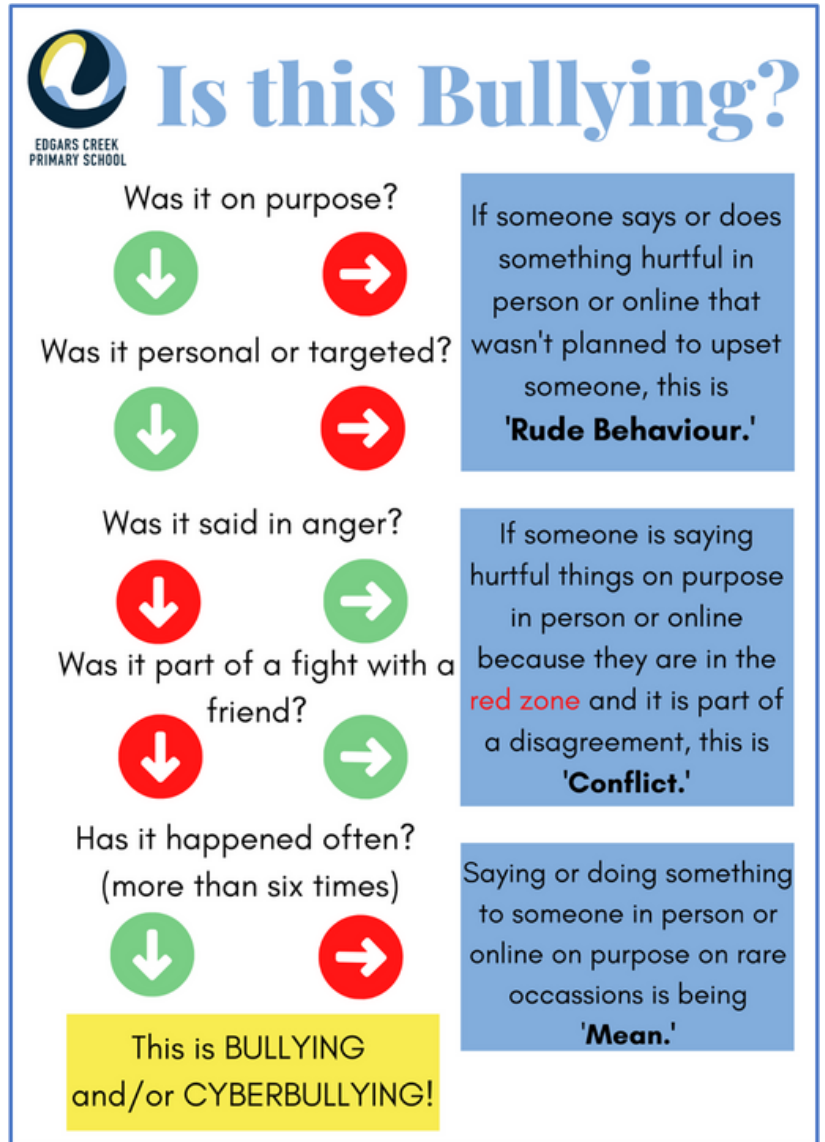 EDGARS CREEK
PRIMARY SCHOOL
Is this Bullying?
Was it on purpose?
If someone says or does
something hurtful in
person or online that
wasn't planned to upset
someone, this is
'Rude Behaviour.'
Was it personal or targeted?
Was it said in anger?
If someone is saying
hurtful things on purpose
in person or online
because they are in the
red zone and it is part of
a disagreement, this is
'Conflict.'
Was it part of a fight with a
friend?
Has it happened often?
(more than six times)
Saying or doing something
to someone in person or
online on purpose on rare
occassions is being
'Mean.'
This is BULLYING
and/or CYBERBULLYING!